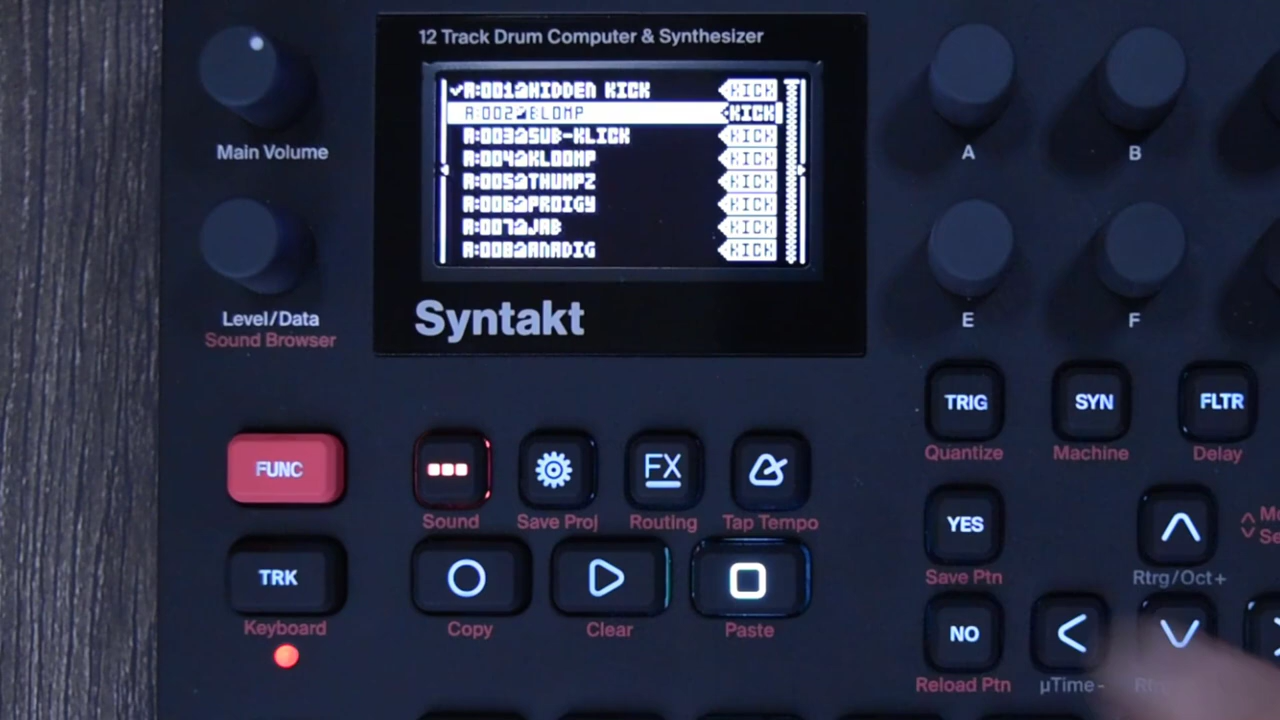 12 Track Drum Computer & Synthesizer
A:001 HIDDEN KICK KICK
A:002 BLOMP KICK
A:003 SUB-KLICK KICK
A:004 KLOOMP KICK
A:005 THUMPZ KICK
A:006 PROIGY KICK
A:007 JAB KICK
A:008 ANADIG KICK
Syntakt
Main Volume
Level/Data
Sound Browser
A
B
E
F
TRIG
SYN
FLTR
Quantize
Machine
Delay
FUNC
FX
Sound
Save Proj
Routing
Tap Tempo
YES
Save Ptn
Rtrg/Oct+
TRK
Keyboard
Copy
Clear
Paste
NO
Reload Ptn
µTime-